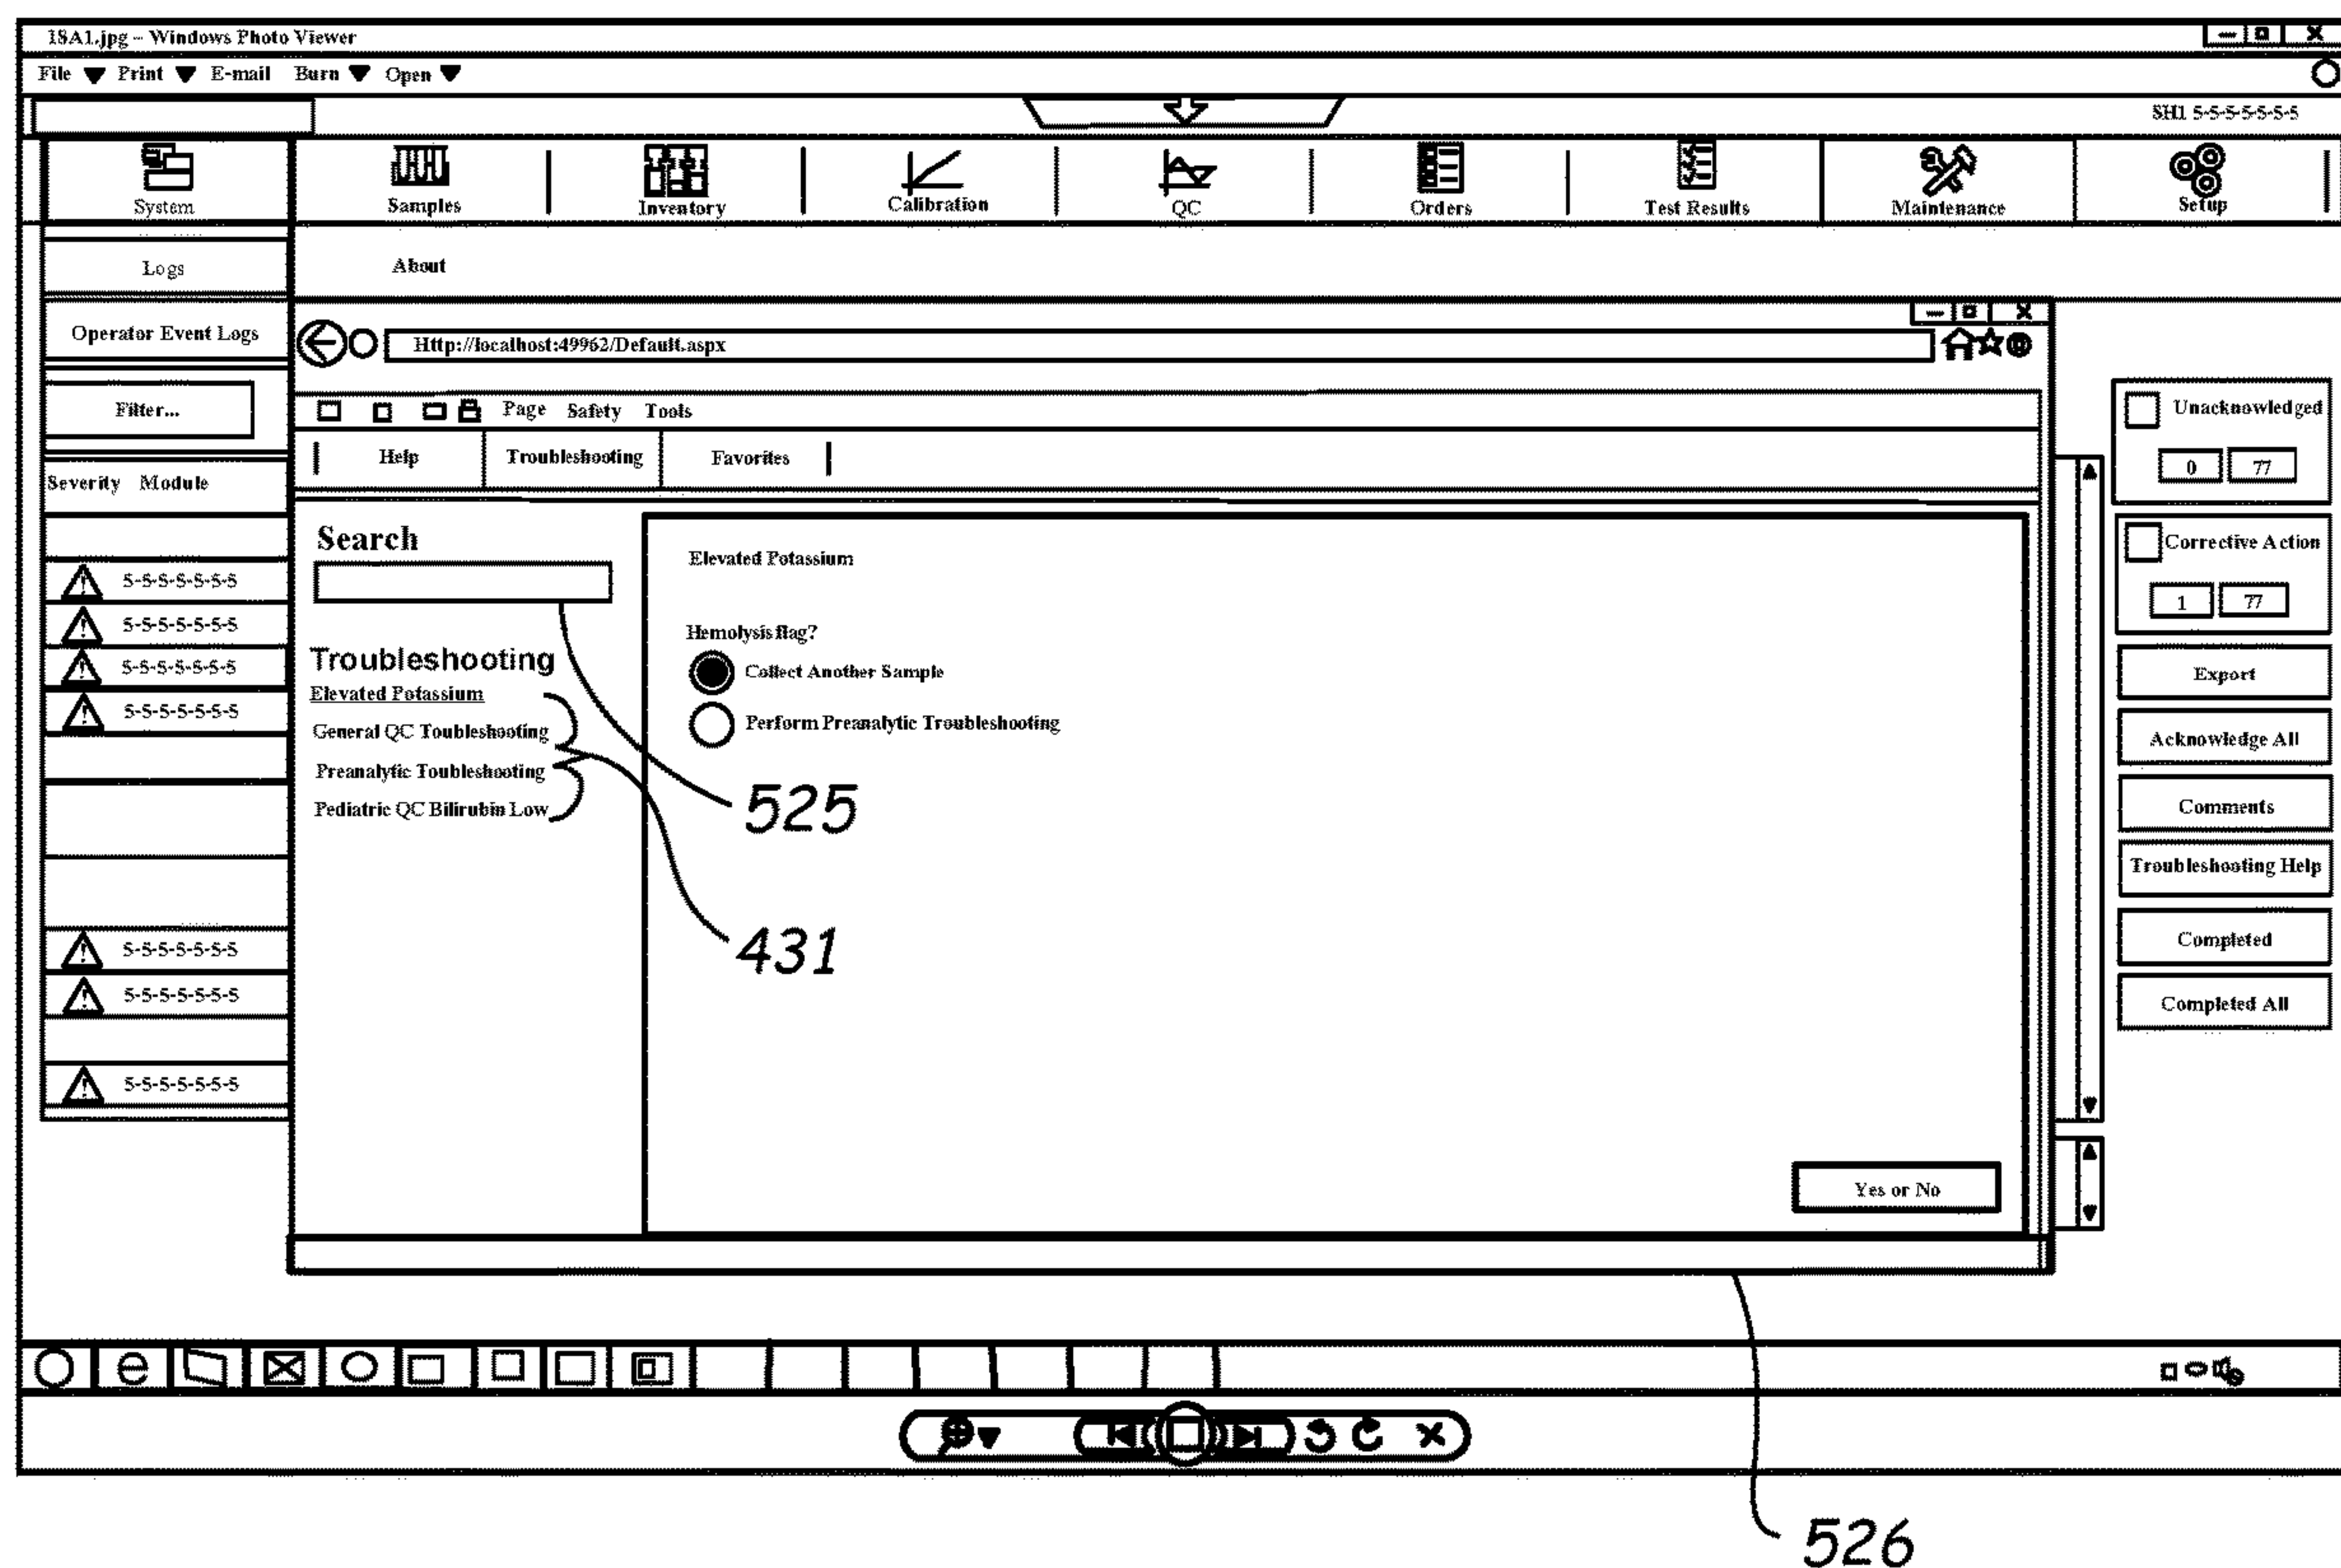 18A1.jpg – Windows Photo Viewer
File Print E-mail Burn Open
SH1 5-5-5-5-5-5-5
System Samples Inventory Calibration QC Orders Test Results Maintenance Setup
Logs About
Operator Event Logs
Http://localhost:49962/Default.aspx
Filter...
Page Safety Tools
Unacknowledged
Help Troubleshooting Favorites
0 77
Severity Module
Search
Corrective Action
Elevated Potassium
5-5-5-5-5-5-5
1 77
5-5-5-5-5-5-5
Hemolysis flag?
5-5-5-5-5-5-5
Troubleshooting
Collect Another Sample
Export
Elevated Potassium
5-5-5-5-5-5-5
General QC Toubleshooting
Perform Preanalytic Troubleshooting
Acknowledge All
Preanalytic Toubleshooting
Pediatric QC Bilirubin Low
525
Comments
Troubleshooting Help
431
5-5-5-5-5-5-5
Completed
5-5-5-5-5-5-5
Completed All
5-5-5-5-5-5-5
Yes or No
526